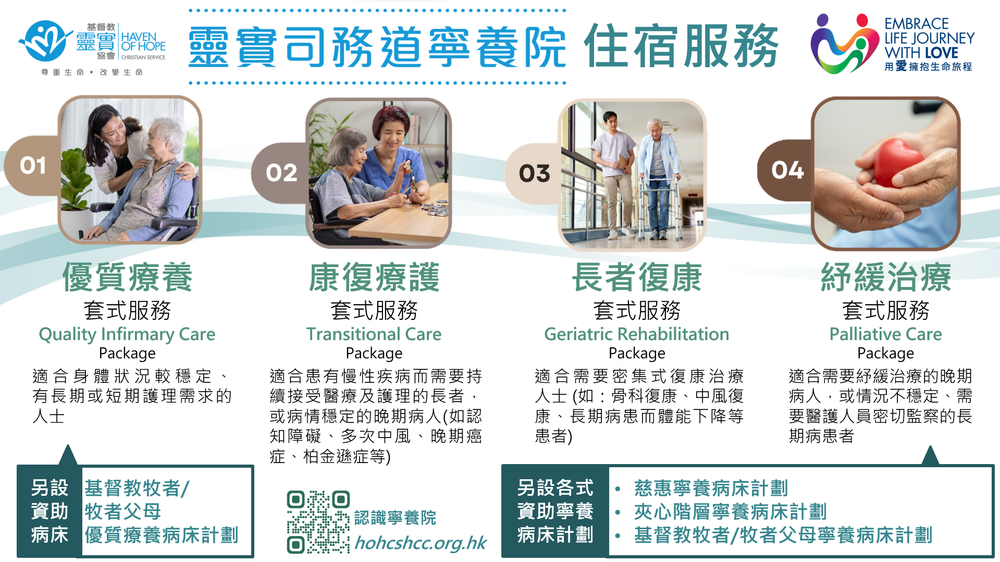 基督教
靈實
協會
HAVEN
OF HOPE
CHRISTIAN SERVICE
尊重生命 • 改變生命
靈實司務道寧養院 住宿服務
EMBRACE
LIFE JOURNEY
WITH LOVE
用愛擁抱生命旅程
01
優質療養
套式服務
Quality Infirmary Care
Package
適合身體狀況較穩定、
有長期或短期護理需求的
人士
02
康復療護
套式服務
Transitional Care
Package
適合患有慢性疾病而需要持
續接受醫療及護理的長者，
或病情穩定的晚期病人(如認
知障礙、多次中風、晚期癌
症、柏金遜症等)
03
長者復康
套式服務
Geriatric Rehabilitation
Package
適合需要密集式復康治療
人士 (如：骨科復康、中風復
康、長期病患而體能下降等
患者)
04
紓緩治療
套式服務
Palliative Care
Package
適合需要紓緩治療的晚期
病人，或情況不穩定、需
要醫護人員密切監察的長
期病患者
另設
資助
病床
基督教牧者/
牧者父母
優質療養病床計劃
認識寧養院
hohcshcc.org.hk
另設各式
資助寧養
病床計劃
• 慈惠寧養病床計劃
• 夾心階層寧養病床計劃
• 基督教牧者/牧者父母寧養病床計劃